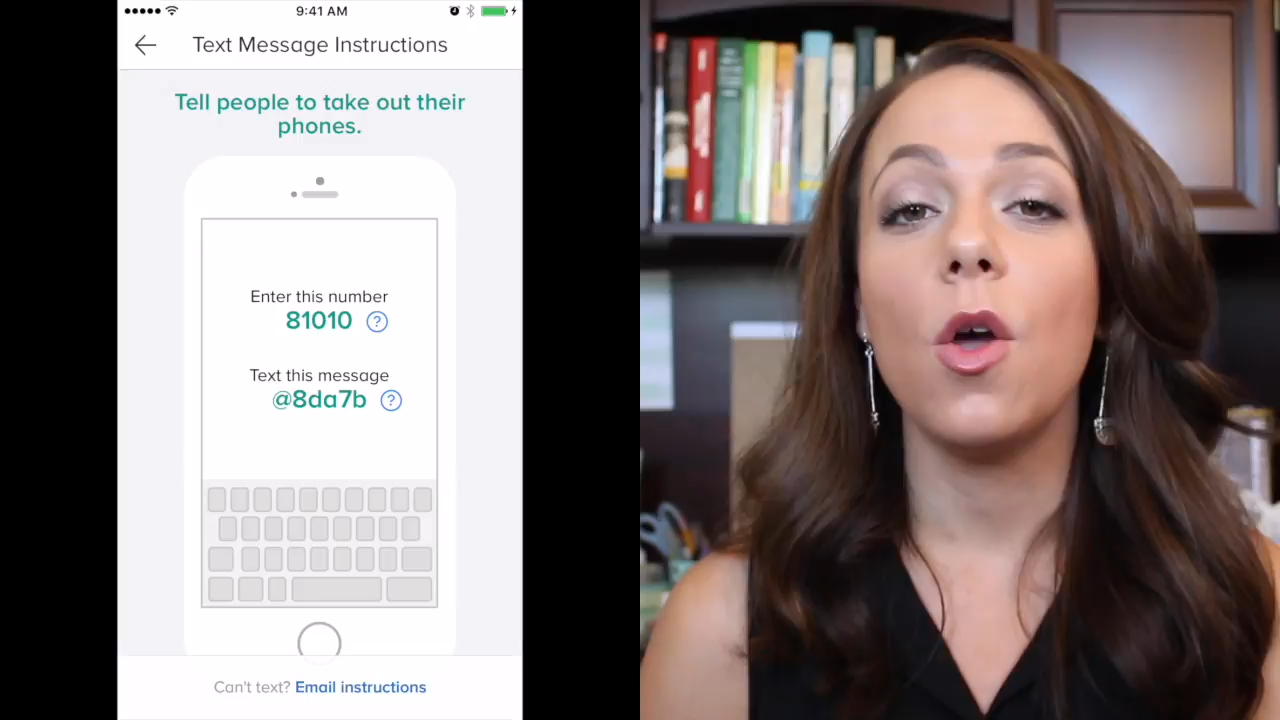 9:41 AM
Text Message Instructions
Tell people to take out their
phones.
Enter this number
81010 ?
Text this message
@8da7b ?
Can't text? Email instructions